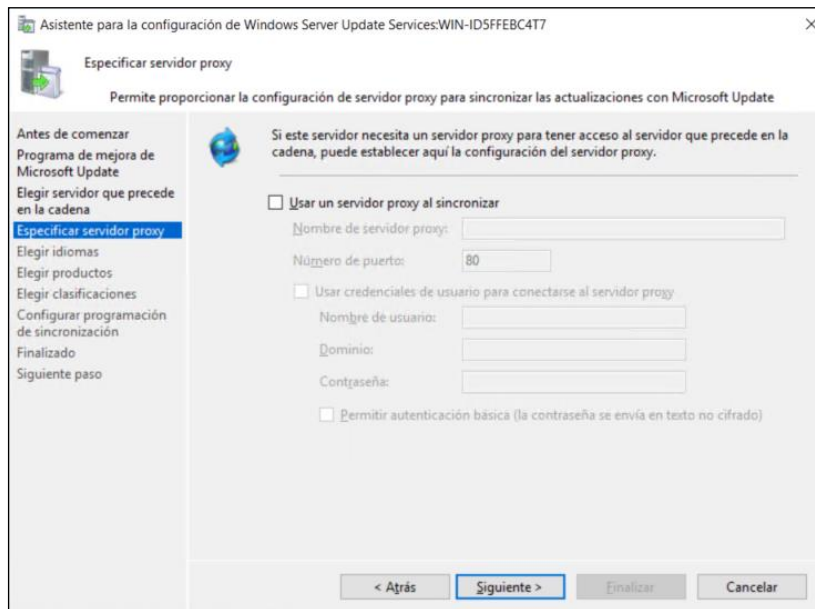 Asistente para la configuración de Windows Server Update Services:WIN-ID5FFEBC4T7
Especificar servidor proxy
Permite proporcionar la configuración de servidor proxy para sincronizar las actualizaciones con Microsoft Update
Antes de comenzar
Programa de mejora de
Microsoft Update
Elegir servidor que precede
en la cadena
Especificar servidor proxy
Elegir idiomas
Elegir productos
Elegir clasificaciones
Configurar programación
de sincronización
Finalizado
Siguiente paso
Si este servidor necesita un servidor proxy para tener acceso al servidor que precede en la
cadena, puede establecer aquí la configuración del servidor proxy.
Usar un servidor proxy al sincronizar
Nombre de servidor proxy:
Número de puerto: 80
Usar credenciales de usuario para conectarse al servidor proxy
Nombre de usuario:
Dominio:
Contraseña:
Permitir autenticación básica (la contraseña se envía en texto no cifrado)
< Atrás Siguiente > Finalizar Cancelar